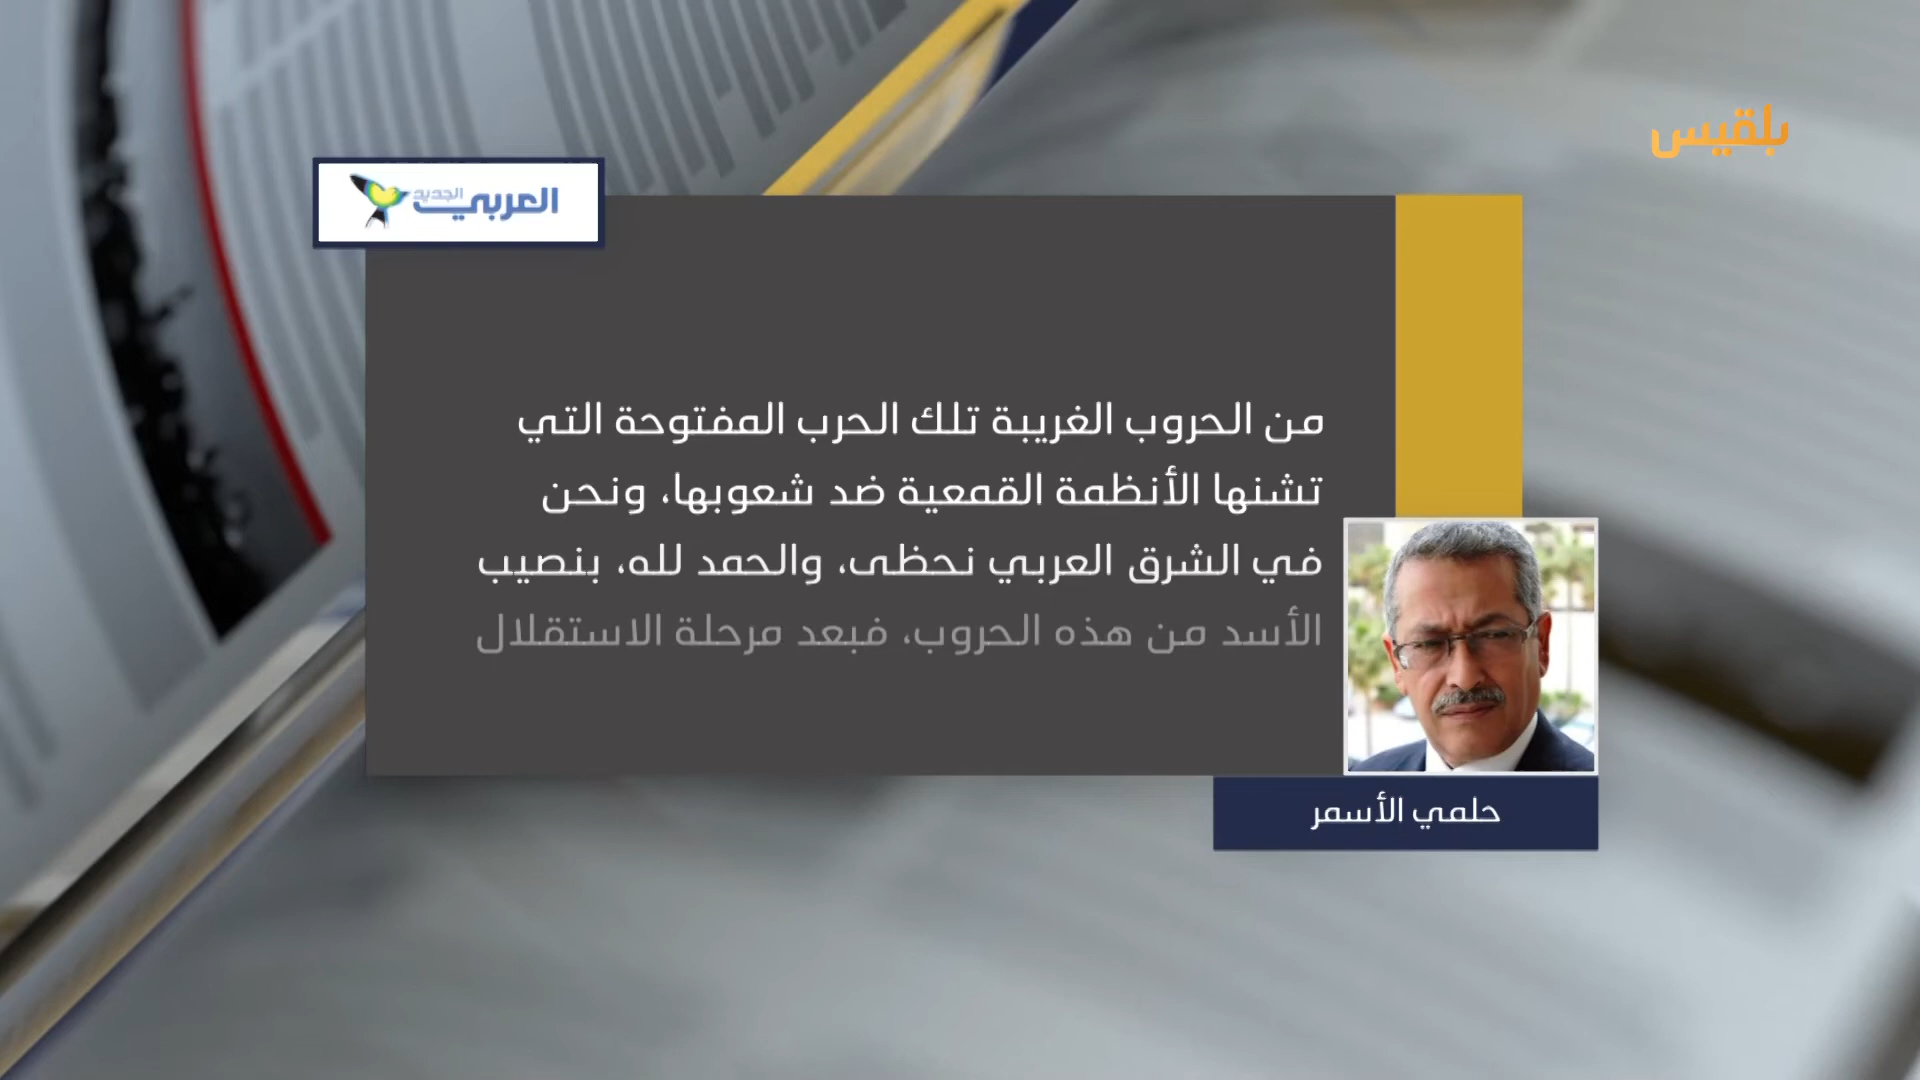 بلقيس
العربي الجديد
من الحروب الغريبة تلك الحرب المفتوحة التي
تشنها الأنظمة القمعية ضد شعوبها، ونحن
في الشرق العربي نحظى، والحمد لله، بنصيب
الأسد من هذه الحروب، فبعد مرحلة الاستقلال
حلمي الأسمر